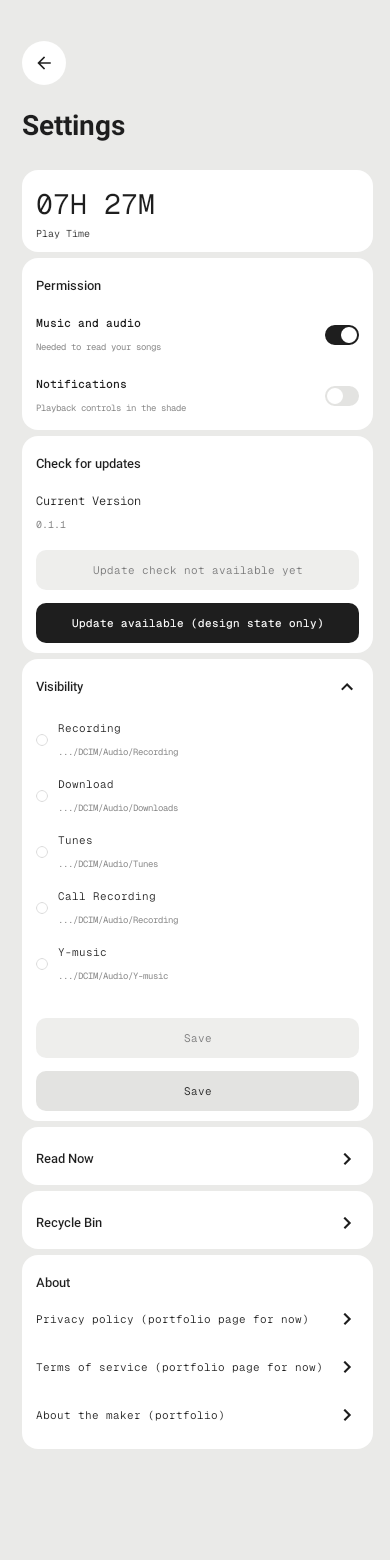 Settings
07H 27M
Play Time
Permission
Music and audio
Needed to read your songs
Notifications
Playback controls in the shade
Check for updates
Current Version
0.1.1
Update check not available yet
Update available (design state only)
Visibility
Recording
.../DCIM/Audio/Recording
Download
.../DCIM/Audio/Downloads
Tunes
.../DCIM/Audio/Tunes
Call Recording
.../DCIM/Audio/Recording
Y-music
.../DCIM/Audio/Y-music
Save
Save
Read Now
Recycle Bin
About
Privacy policy (portfolio page for now)
Terms of service (portfolio page for now)
About the maker (portfolio)